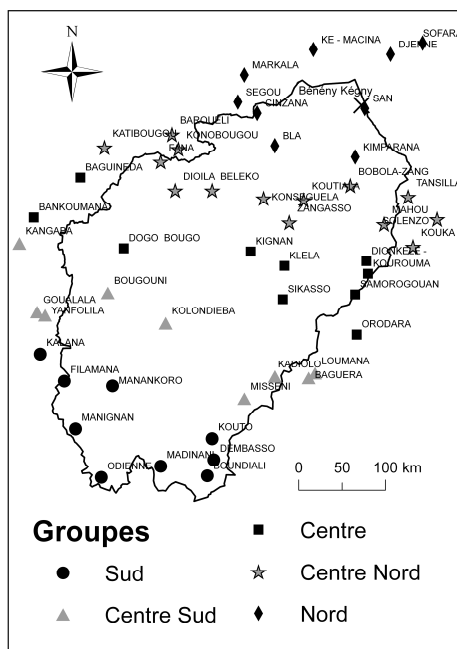 SOFARA
KE - MACINA
N
DJENNE
MARKALA
SEGOU
Bénény Kégny
CINZANA
SAN
BAROUELI
KATIBOUGOU
KONOBOUGOU
BLA
KIMPARANA
FANA
BAGUINEDA
BOBOLA-ZANG
DIOILA BELEKO
KOUTIALA
TANSILLA
KONSEGUELA
MAHOU
BANKOUMANA
ZANGASSO
SOLENZO
KOUKA
KANGABA
DOGO BOUGO
KIGNAN
DIONKELE -
KLELA
KOUROUMA
BOUGOUNI
SIKASSO
SAMOROGOUAN
GOUALALA
YANFOLILA
KOLONDIEBA
ORODARA
KALANA
FILAMANA
KADIOLO
LOUMANA
MANANKORO
BAGUERA
MISSENI
MANIGNAN
KOUTO
DEMBASSO
MADINANI
ODIENNE
BOUNDIALI
0 60 100 km
Groupes
Centre
Sud
Centre Nord
Centre Sud
Nord